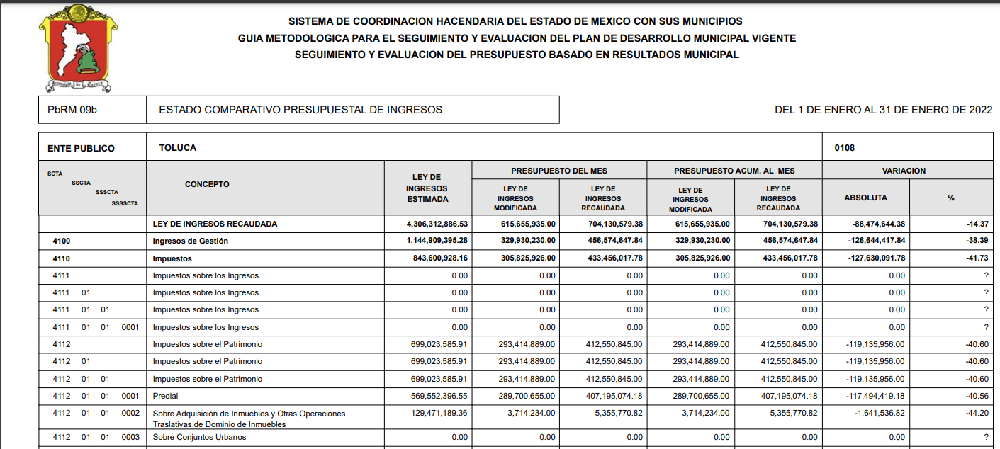 SISTEMA DE COORDINACION HACENDARIA DEL ESTADO DE MEXICO CON SUS MUNICIPIOS
GUIA METODOLOGICA PARA EL SEGUIMIENTO Y EVALUACION DEL PLAN DE DESARROLLO MUNICIPAL VIGENTE
SEGUIMIENTO Y EVALUACION DEL PRESUPUESTO BASADO EN RESULTADOS MUNICIPAL
Municipio de Toluca
PbRM 09b ESTADO COMPARATIVO PRESUPUESTAL DE INGRESOS DEL 1 DE ENERO AL 31 DE ENERO DE 2022
ENTE PUBLICO TOLUCA 0108
SCTA
SSCTA
SSSCTA
SSSSCTA
CONCEPTO
LEY DE
INGRESOS
ESTIMADA
PRESUPUESTO DEL MES
LEY DE
INGRESOS
MODIFICADA
LEY DE
INGRESOS
RECAUDADA
PRESUPUESTO ACUM. AL MES
LEY DE
INGRESOS
MODIFICADA
LEY DE
INGRESOS
RECAUDADA
VARIACION
ABSOLUTA
%
LEY DE INGRESOS RECAUDADA 4,306,312,886.53 615,655,935.00 704,130,579.38 615,655,935.00 704,130,579.38 -88,474,644.38 -14.37
4100 Ingresos de Gestión 1,144,909,395.28 329,930,230.00 456,574,647.84 329,930,230.00 456,574,647.84 -126,644,417.84 -38.39
4110 Impuestos 843,600,928.16 305,825,926.00 433,456,017.78 305,825,926.00 433,456,017.78 -127,630,091.78 -41.73
4111 Impuestos sobre los Ingresos 0.00 0.00 0.00 0.00 0.00 0.00 ?
4111 01 Impuestos sobre los Ingresos 0.00 0.00 0.00 0.00 0.00 0.00 ?
4111 01 01 Impuestos sobre los Ingresos 0.00 0.00 0.00 0.00 0.00 0.00 ?
4111 01 01 0001 Impuestos sobre los Ingresos 0.00 0.00 0.00 0.00 0.00 0.00 ?
4112 Impuestos sobre el Patrimonio 699,023,585.91 293,414,889.00 412,550,845.00 293,414,889.00 412,550,845.00 -119,135,956.00 -40.60
4112 01 Impuestos sobre el Patrimonio 699,023,585.91 293,414,889.00 412,550,845.00 293,414,889.00 412,550,845.00 -119,135,956.00 -40.60
4112 01 01 Impuestos sobre el Patrimonio 699,023,585.91 293,414,889.00 412,550,845.00 293,414,889.00 412,550,845.00 -119,135,956.00 -40.60
4112 01 01 0001 Predial 569,552,396.55 289,700,655.00 407,195,074.18 289,700,655.00 407,195,074.18 -117,494,419.18 -40.56
4112 01 01 0002 Sobre Adquisición de Inmuebles y Otras Operaciones 129,471,189.36 3,714,234.00 5,355,770.82 3,714,234.00 5,355,770.82 -1,641,536.82 -44.20
Traslativas de Dominio de Inmuebles
4112 01 01 0003 Sobre Conjuntos Urbanos 0.00 0.00 0.00 0.00 0.00 0.00 ?